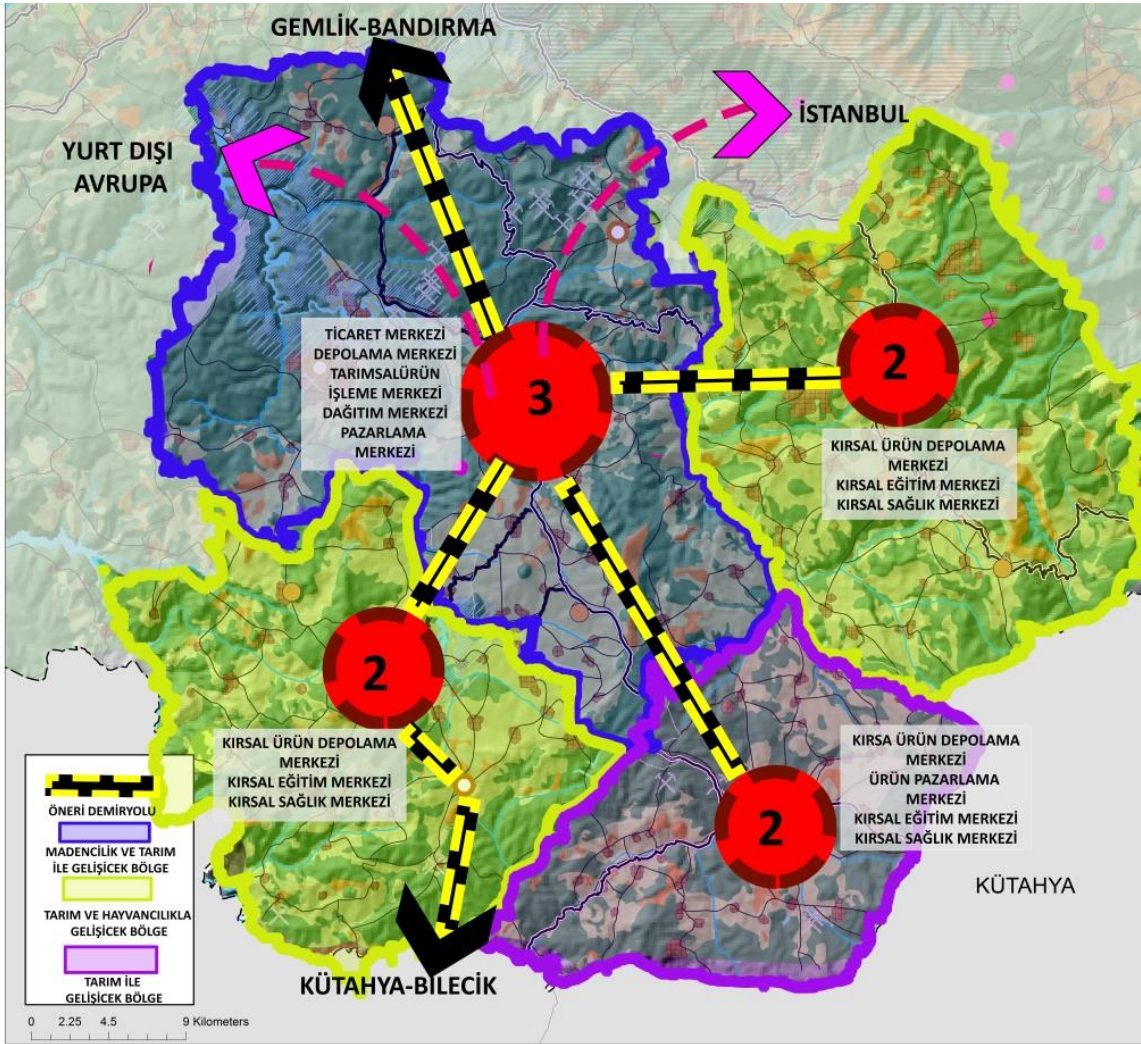 GEMLİK-BANDIRMA
İSTANBUL
YURT DIŞI
AVRUPA
TİCARET MERKEZİ
DEPOLAMA MERKEZİ
TARIMSALÜRÜN
İŞLEME MERKEZİ
DAĞITIM MERKEZİ
PAZARLAMA
MERKEZİ
3
2
KIRSAL ÜRÜN DEPOLAMA
MERKEZİ
KIRSAL EĞİTİM MERKEZİ
KIRSAL SAĞLIK MERKEZİ
2
KIRSAL ÜRÜN DEPOLAMA
MERKEZİ
KIRSAL EĞİTİM MERKEZİ
KIRSAL SAĞLIK MERKEZİ
KIRSA ÜRÜN DEPOLAMA
MERKEZİ
ÜRÜN PAZARLAMA
MERKEZİ
KIRSAL EĞİTİM MERKEZİ
KIRSAL SAĞLIK MERKEZİ
2
KÜTAHYA
KÜTAHYA-BİLECİK
ÖNERİ DEMİRYOLU
MADENCİLİK VE TARIM
İLE GELİŞİCEK BÖLGE
TARIM VE HAYVANCILIKLA
GELİŞİCEK BÖLGE
TARIM İLE
GELİŞİCEK BÖLGE
0 2.25 4.5 9 Kilometers